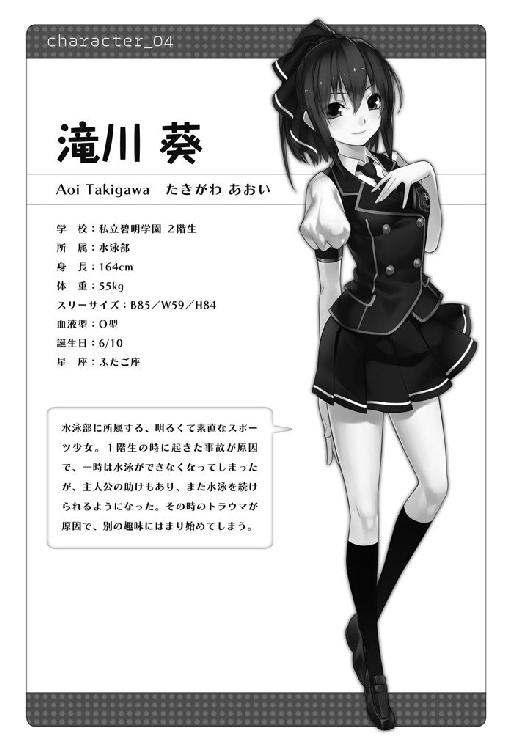 character_04
滝川 葵
Aoi Takigawa　たきがわ あおい
学　校：私立碧明学園 2階生
所　属：水泳部
身　長：164cm
体　重：55kg
スリーサイズ：B85／W59／H84
血液型：O型
誕生日：6/10
星　座：ふたご座
水泳部に所属する、明るくて素直なスポー
ツ少女。1階生の時に起きた事故が原因
で、一時は水泳ができなくなってしまった
が、主人公の助けもあり、また水泳を続け
られるようになった。その時のトラウマが
原因で、別の趣味にはまり始めてしまう。